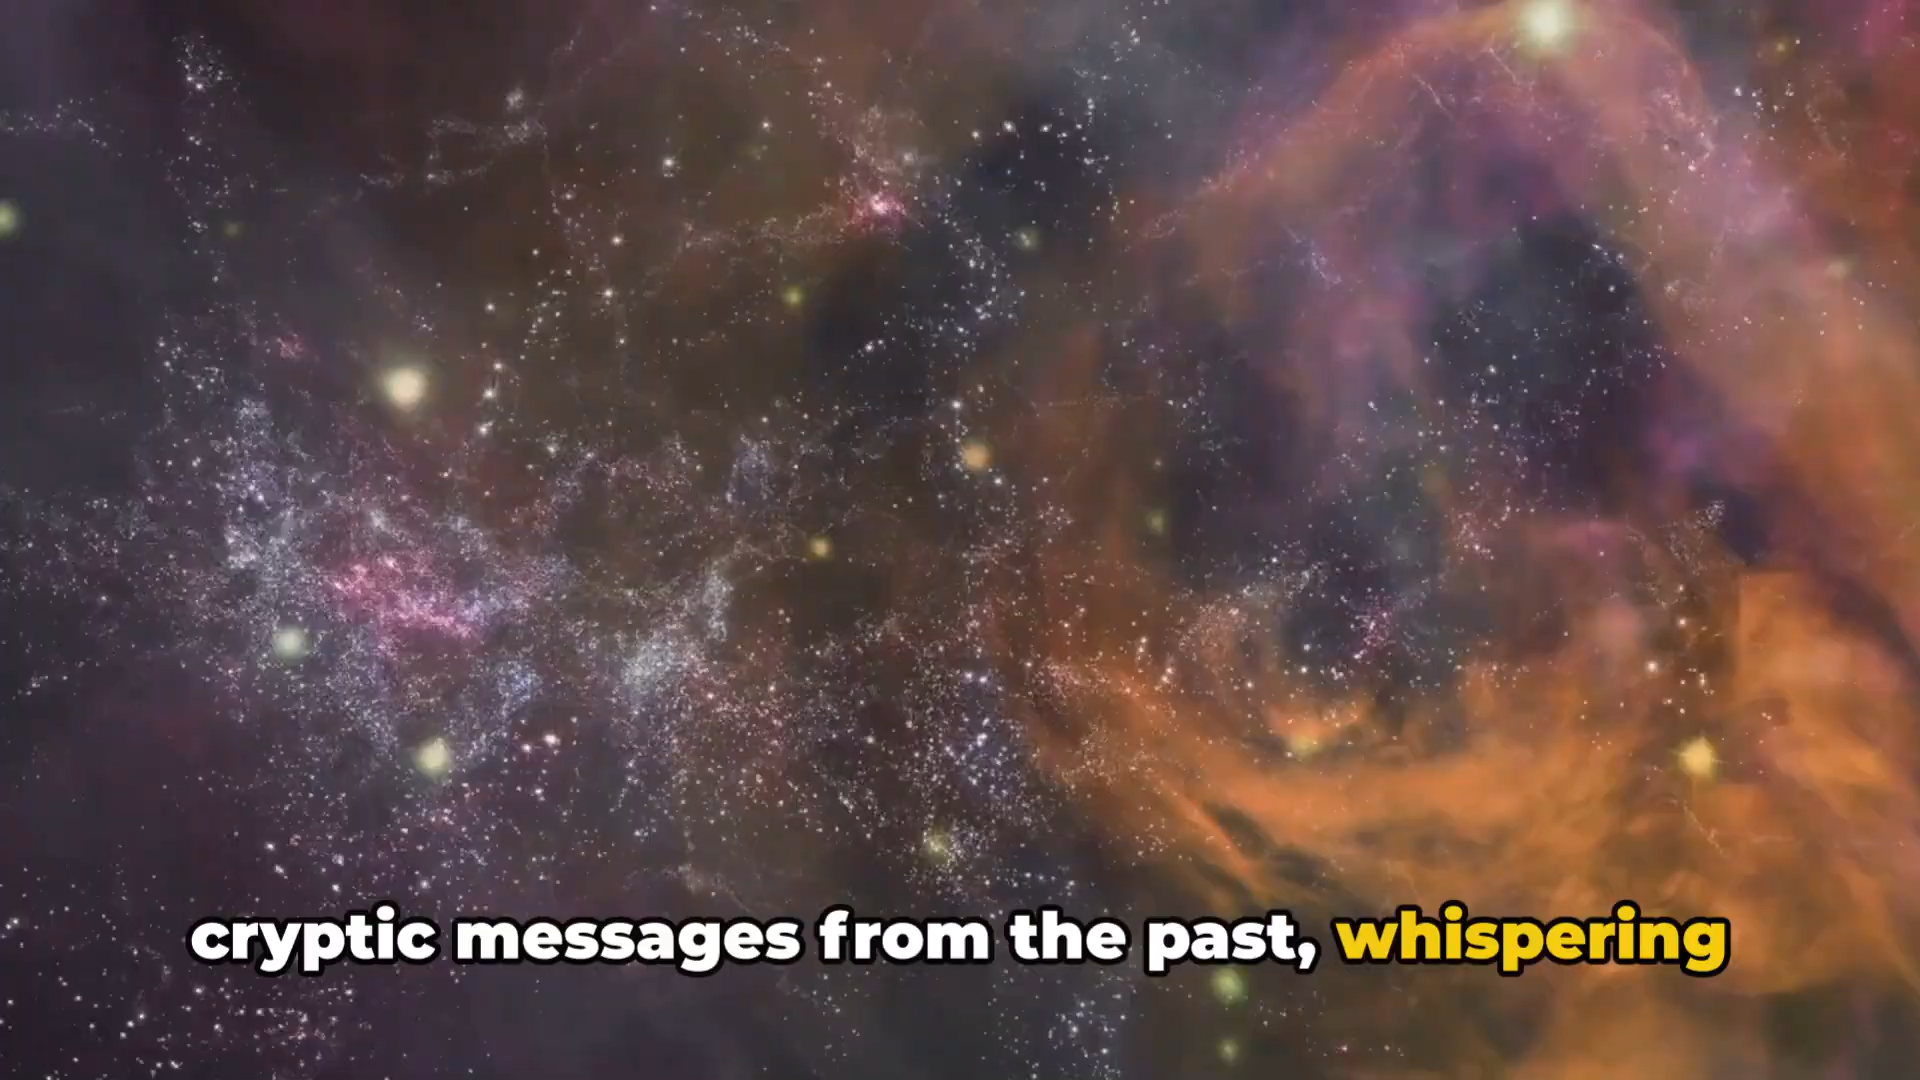 cryptic messages from the past, whispering